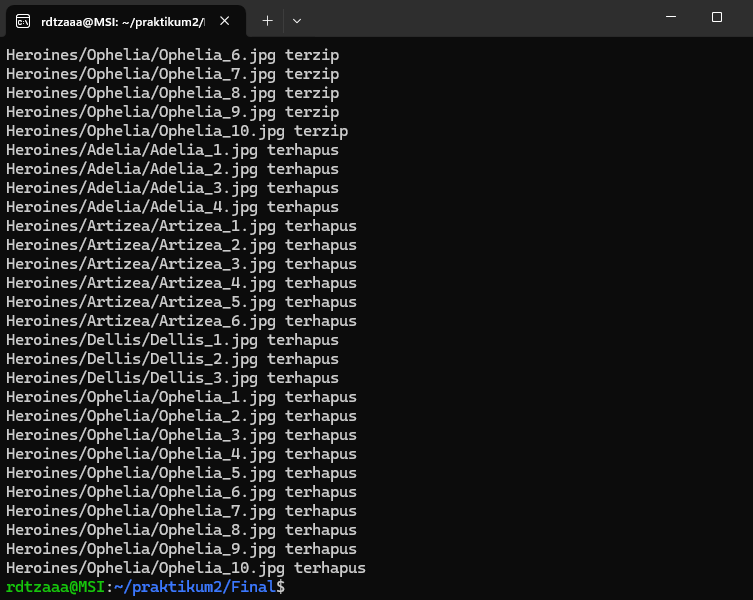 rdtzaaa@MSI: ~/praktikum2/
Heroines/Ophelia/Ophelia_6.jpg terzip
Heroines/Ophelia/Ophelia_7.jpg terzip
Heroines/Ophelia/Ophelia_8.jpg terzip
Heroines/Ophelia/Ophelia_9.jpg terzip
Heroines/Ophelia/Ophelia_10.jpg terzip
Heroines/Adelia/Adelia_1.jpg terhapus
Heroines/Adelia/Adelia_2.jpg terhapus
Heroines/Adelia/Adelia_3.jpg terhapus
Heroines/Adelia/Adelia_4.jpg terhapus
Heroines/Artizea/Artizea_1.jpg terhapus
Heroines/Artizea/Artizea_2.jpg terhapus
Heroines/Artizea/Artizea_3.jpg terhapus
Heroines/Artizea/Artizea_4.jpg terhapus
Heroines/Artizea/Artizea_5.jpg terhapus
Heroines/Artizea/Artizea_6.jpg terhapus
Heroines/Dellis/Dellis_1.jpg terhapus
Heroines/Dellis/Dellis_2.jpg terhapus
Heroines/Dellis/Dellis_3.jpg terhapus
Heroines/Ophelia/Ophelia_1.jpg terhapus
Heroines/Ophelia/Ophelia_2.jpg terhapus
Heroines/Ophelia/Ophelia_3.jpg terhapus
Heroines/Ophelia/Ophelia_4.jpg terhapus
Heroines/Ophelia/Ophelia_5.jpg terhapus
Heroines/Ophelia/Ophelia_6.jpg terhapus
Heroines/Ophelia/Ophelia_7.jpg terhapus
Heroines/Ophelia/Ophelia_8.jpg terhapus
Heroines/Ophelia/Ophelia_9.jpg terhapus
Heroines/Ophelia/Ophelia_10.jpg terhapus
rdtzaaa@MSI:~/praktikum2/Final$